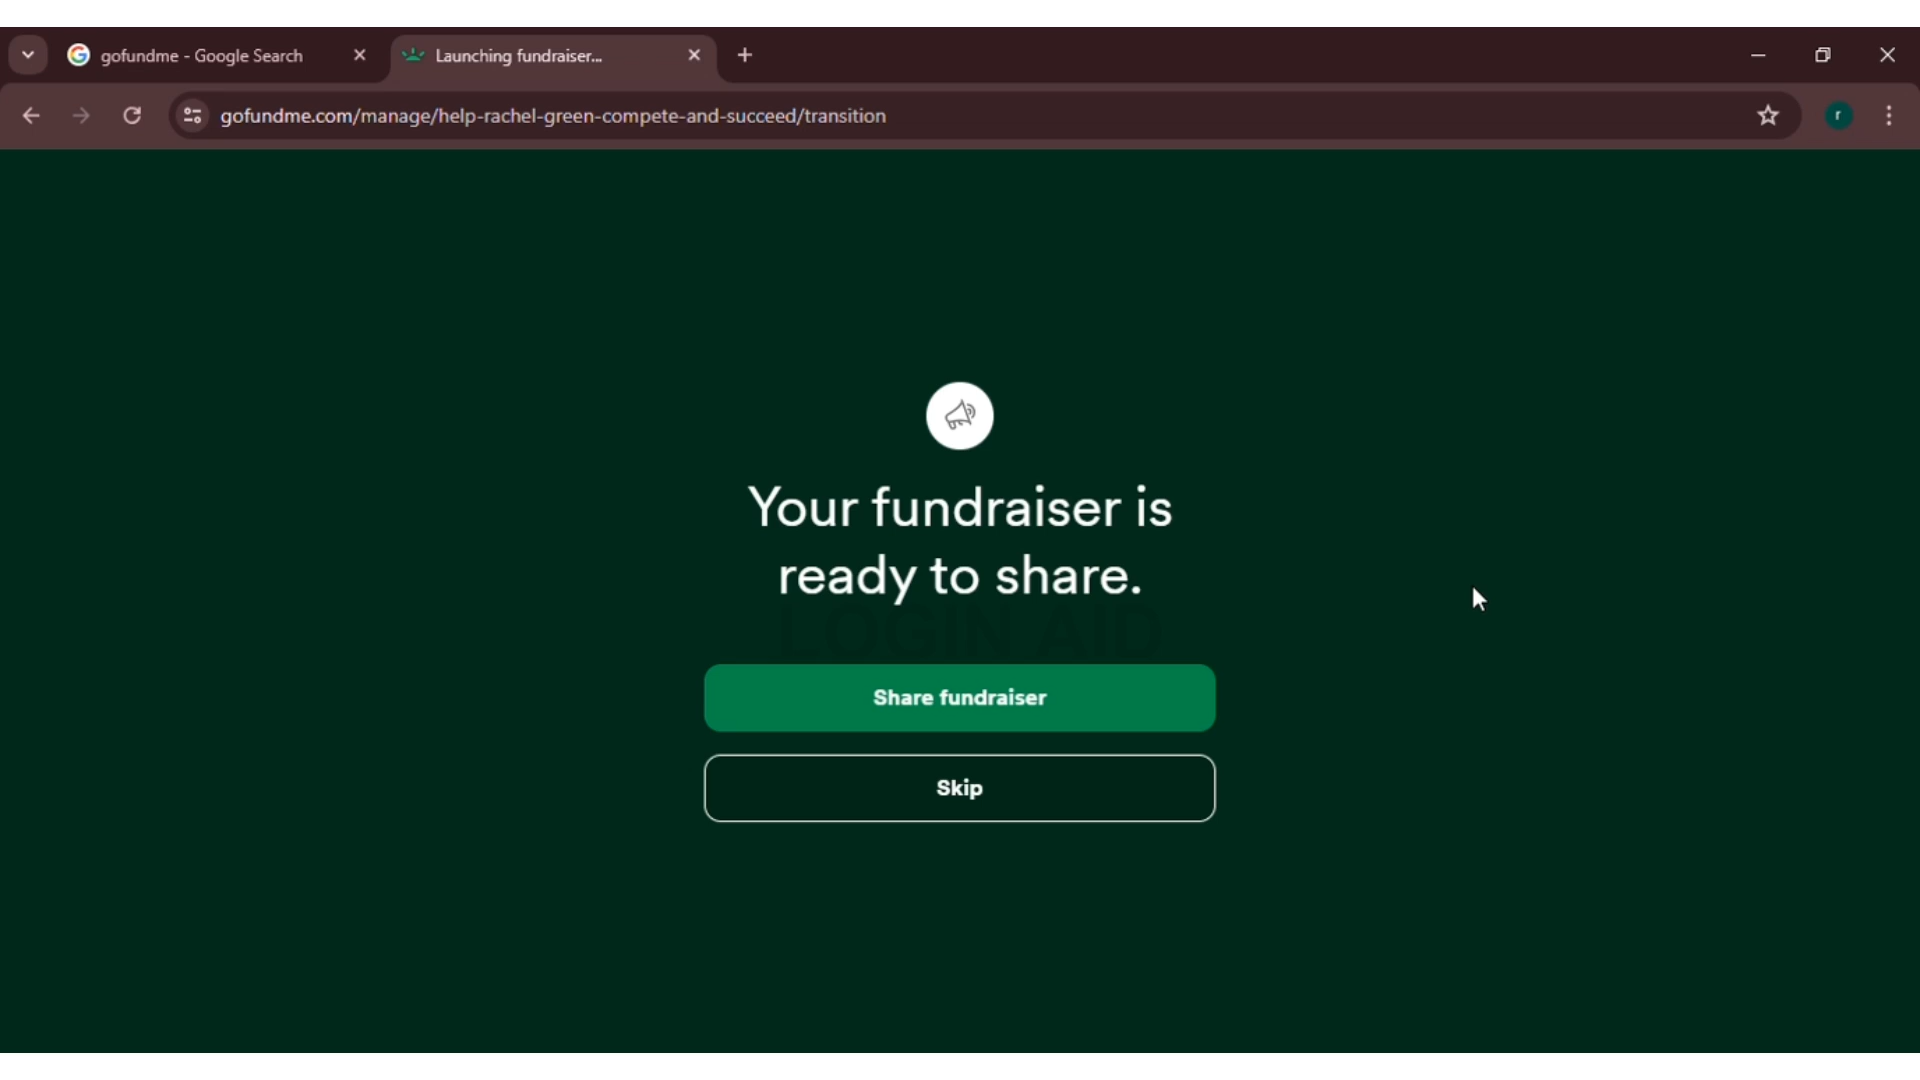 gofundme - Google Search
Launching fundraiser...
gofundme.com/manage/help-rachel-green-compete-and-succeed/transition
r
Your fundraiser is
ready to share.
LOGIN AID
Share fundraiser
Skip